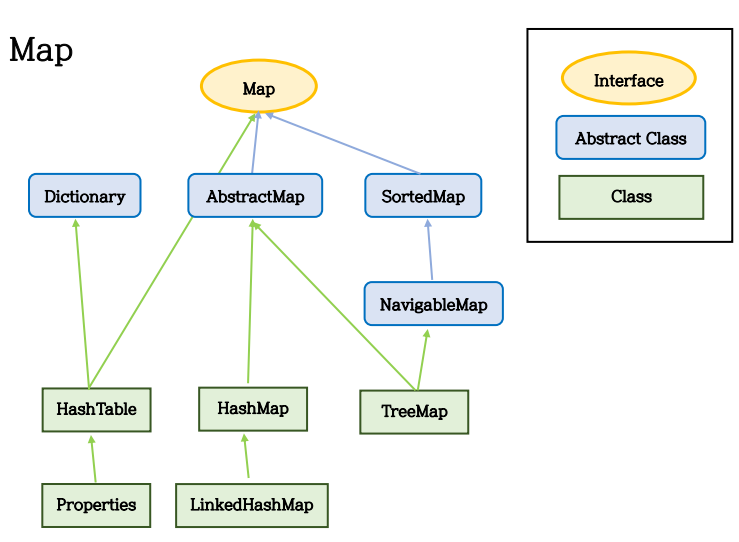 Map
Map
Interface
Abstract Class
Dictionary
AbstractMap
SortedMap
Class
NavigableMap
HashTable
HashMap
TreeMap
Properties
LinkedHashMap